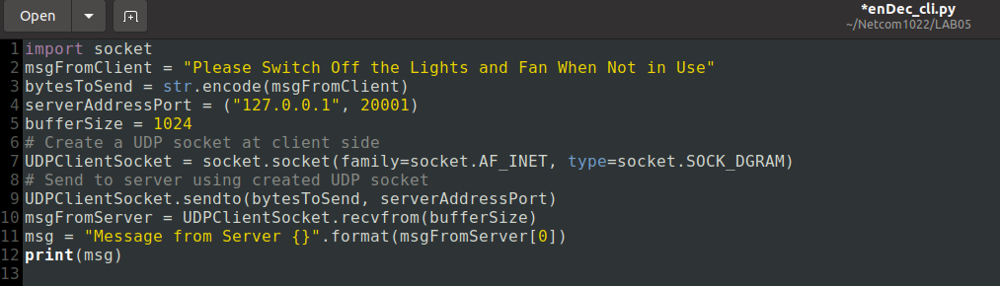 Open
*enDec_cli.py
~/Netcom1022/LAB05
1 import socket
2 msgFromClient = "Please Switch Off the Lights and Fan When Not in Use"
3 bytesToSend = str.encode(msgFromClient)
4 serverAddressPort = ("127.0.0.1", 20001)
5 bufferSize = 1024
6 # Create a UDP socket at client side
7 UDPClientSocket = socket.socket(family=socket.AF_INET, type=socket.SOCK_DGRAM)
8 # Send to server using created UDP socket
9 UDPClientSocket.sendto(bytesToSend, serverAddressPort)
10 msgFromServer = UDPClientSocket.recvfrom(bufferSize)
11 msg = "Message from Server {}".format(msgFromServer[0])
12 print(msg)
13